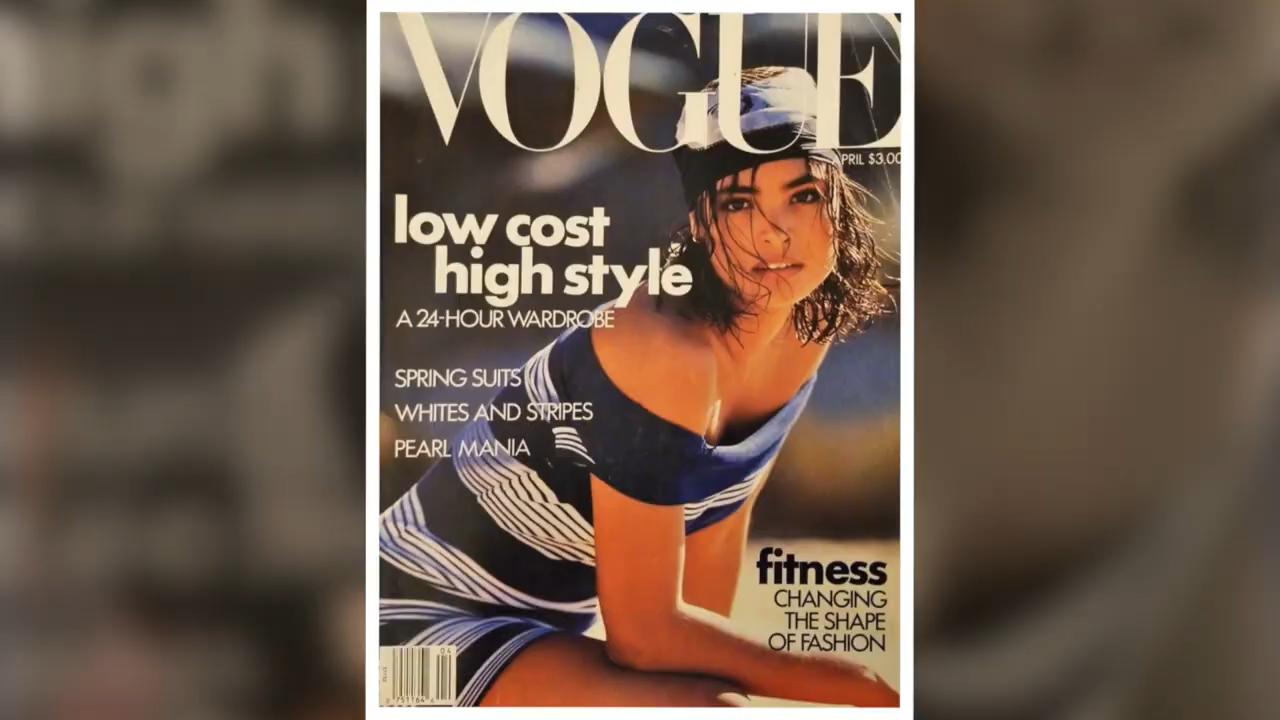 VOGUE
APRIL $3.00
low cost
high style
A 24-HOUR WARDROBE
SPRING SUITS
WHITES AND STRIPES
PEARL MANIA
fitness
CHANGING
THE SHAPE
OF FASHION
04